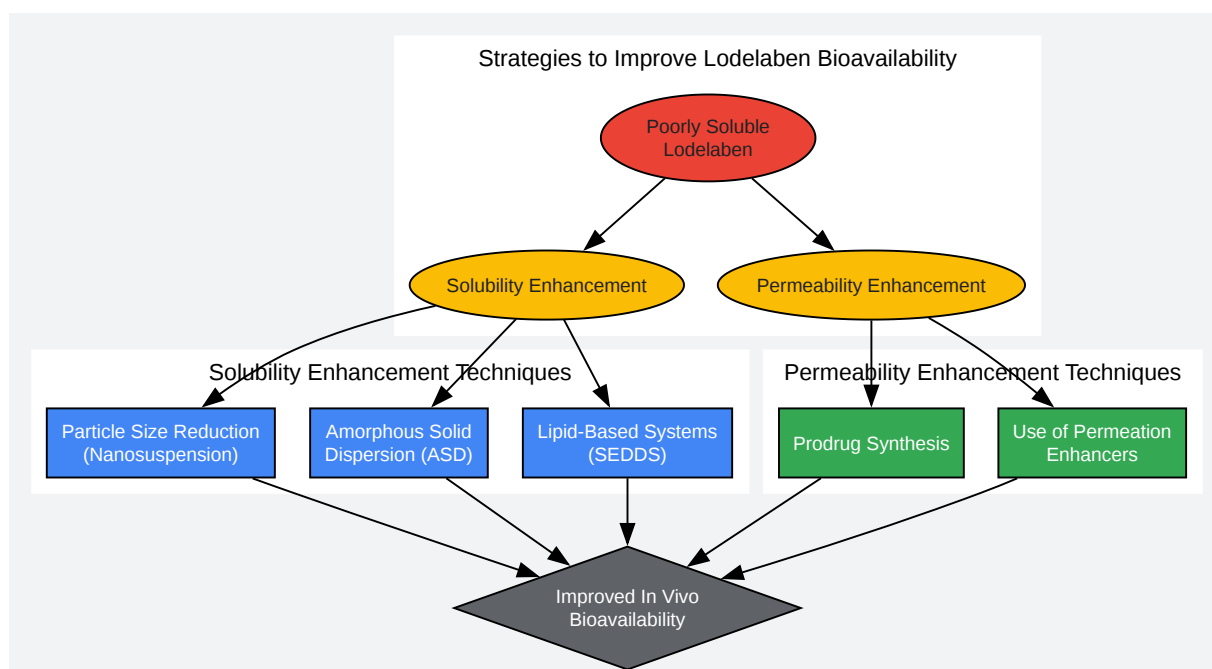 Strategies to Improve Lodelaben Bioavailability
Poorly Soluble
Lodelaben
Solubility Enhancement
Permeability Enhancement
Solubility Enhancement Techniques
Permeability Enhancement Techniques
Particle Size Reduction
(Nanosuspension)
Amorphous Solid
Dispersion (ASD)
Lipid-Based Systems
(SEDDS)
Prodrug Synthesis
Use of Permeation
Enhancers
Improved In Vivo
Bioavailability